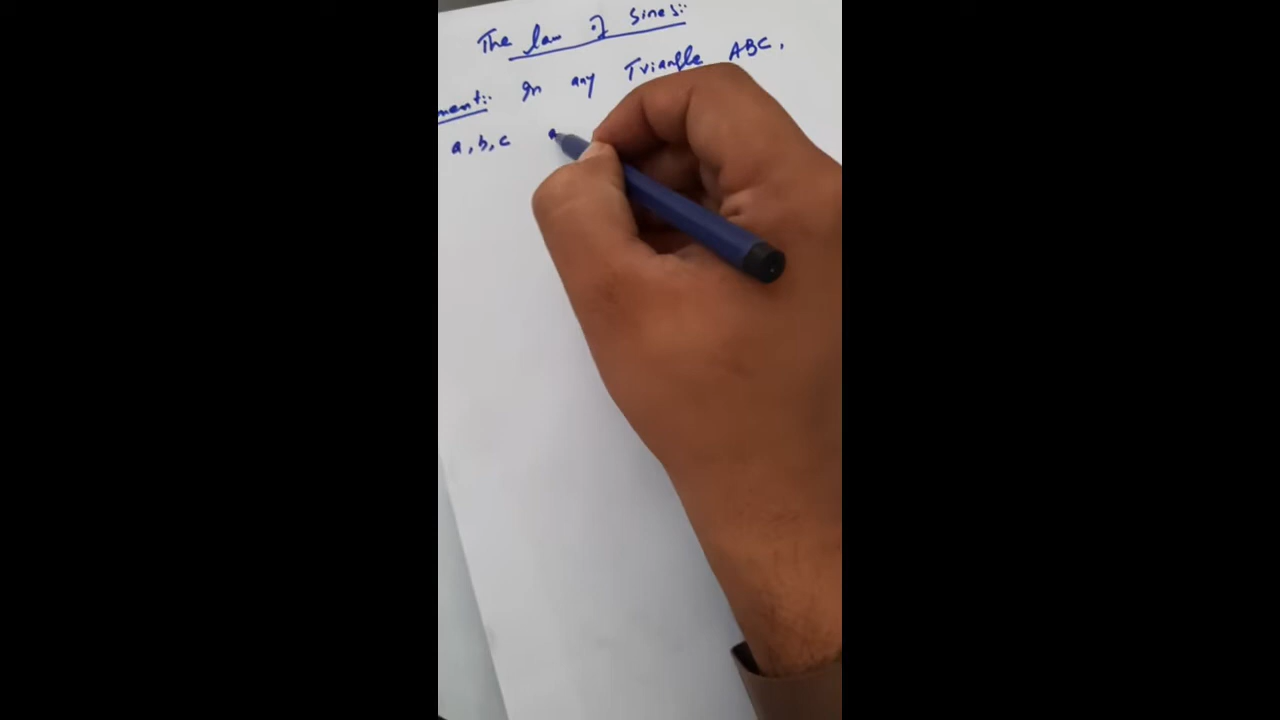 The law of Sines:
ment: In any Triangle ABC,
a, b, c